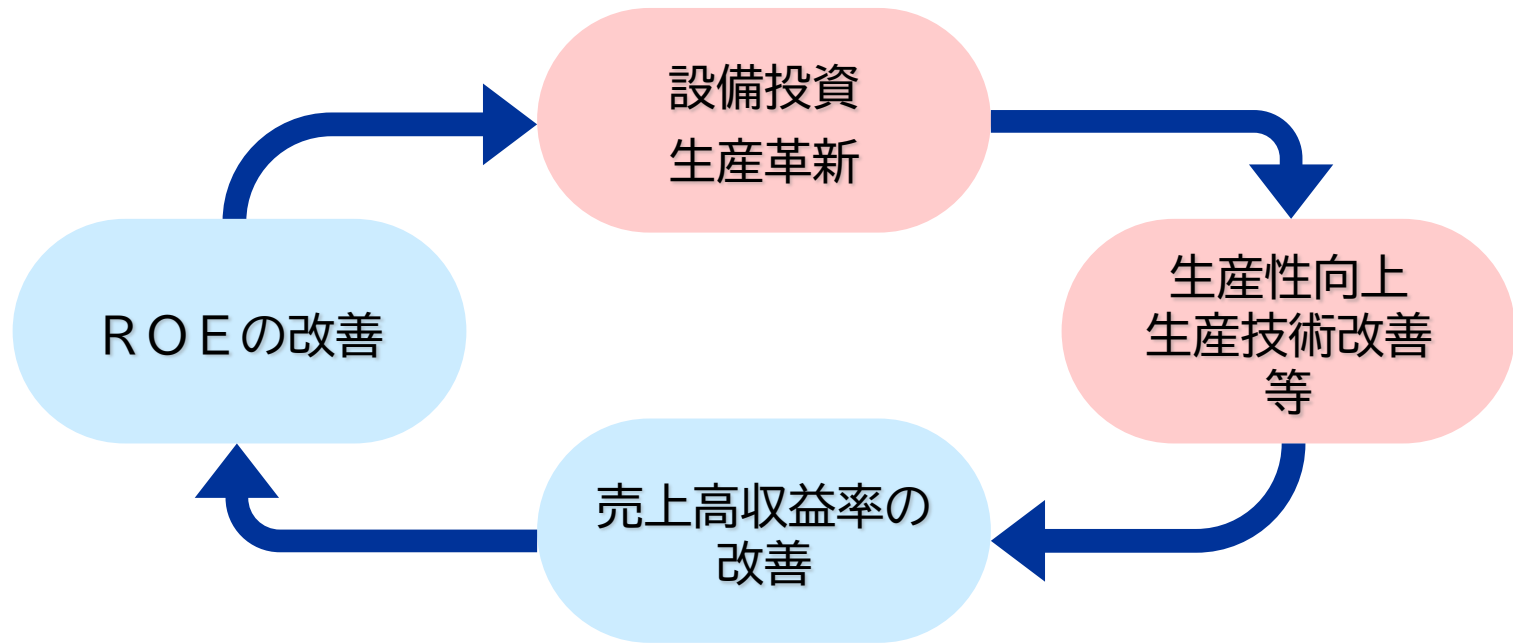 設備投資
生産革新
生産性向上
生産技術改善
等
ＲＯＥの改善
売上高収益率の
改善